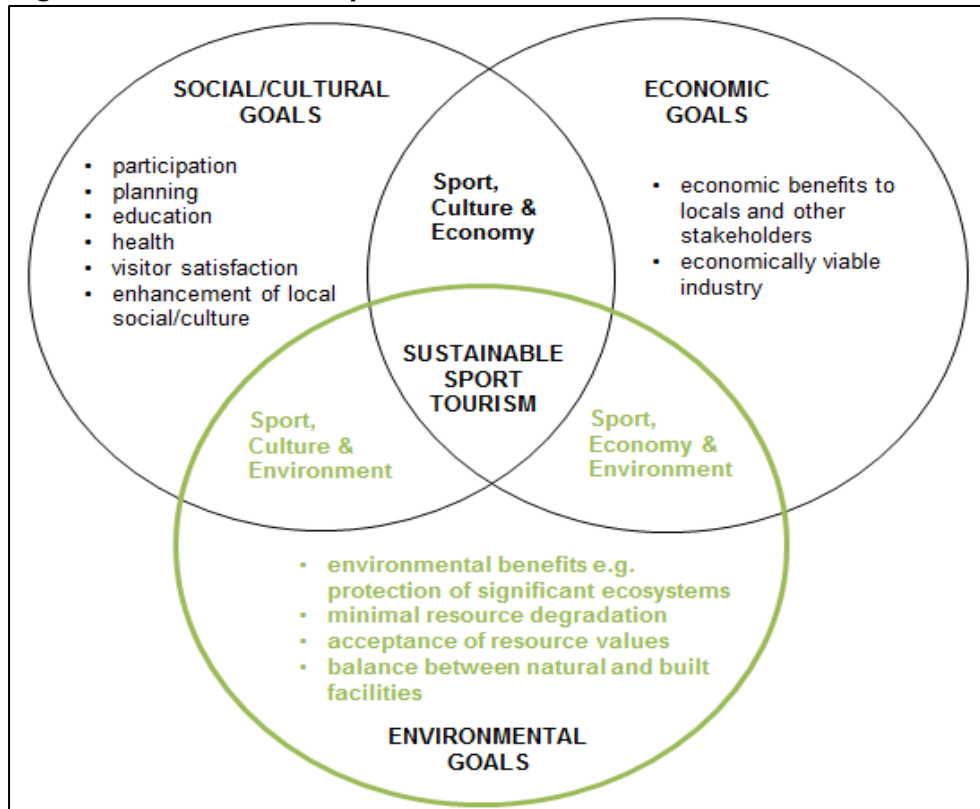 SOCIAL/CULTURAL
GOALS
• participation
• planning
• education
• health
• visitor satisfaction
• enhancement of local
social/culture
ECONOMIC
GOALS
• economic benefits to
locals and other
stakeholders
• economically viable
industry
Sport,
Culture &
Economy
SUSTAINABLE
SPORT
TOURISM
Sport,
Culture &
Environment
Sport,
Economy &
Environment
• environmental benefits e.g.
protection of significant ecosystems
• minimal resource degradation
• acceptance of resource values
• balance between natural and built
facilities
ENVIRONMENTAL
GOALS